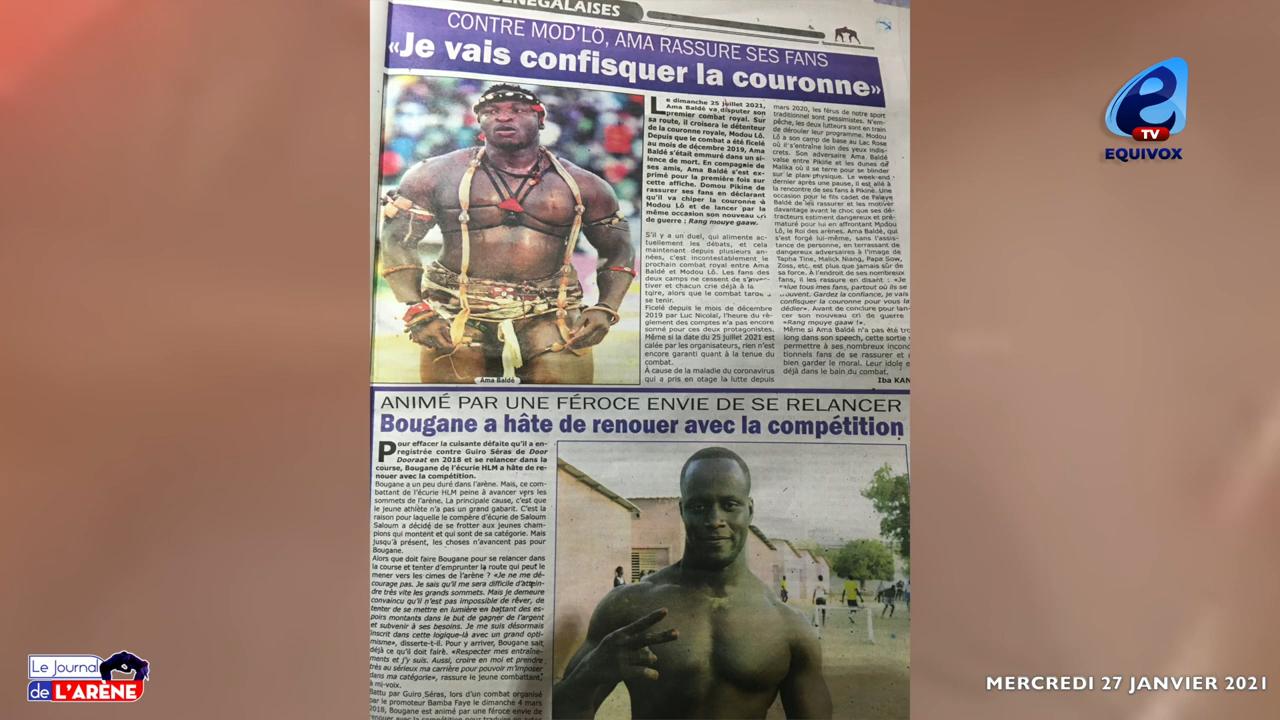 SÉNÉGALAISES
CONTRE MOD'LÔ, AMA RASSURE SES FANS
«Je vais confisquer la couronne»
Le dimanche 25 juillet 2021,
Ama Baldé va disputer son
premier combat royal. Sur
sa route, il croisera le détenteur
de la couronne royale, Modou Lô.
Depuis que le combat a été ficelé
au mois de décembre 2019, Ama
Baldé s'était emmuré dans un si-
lence de mort. En compagnie de
ses amis, Ama Baldé s'est ex-
primé pour la première fois sur
cette affiche. Domou Pikine de
rassurer ses fans en déclarant
qu'il va chiper la couronne à
Modou Lô et de lancer par la
même occasion son nouveau cri
de guerre : Rang mouye gaaw.
S'il y a un duel, qui alimente ac-
tuellement les débats, et cela
maintenant depuis plusieurs an-
nées, c'est incontestablement le
prochain combat royal entre Ama
Baldé et Modou Lô. Les fans des
deux camps ne cessent de s'invec-
tiver et chacun crie déjà à la
toire, alors que le combat tarde à
se tenir.
Ficelé depuis le mois de décembre
2019 par Luc Nicolaï, l'heure du rè-
glement des comptes n'a pas encore
sonné pour ces deux protagonistes.
Même si la date du 25 juillet 2021 est
calée par les organisateurs, rien n'est
encore garanti quant à la tenue du
combat.
À cause de la maladie du coronavirus
qui a pris en otage la lutte depuis
mars 2020, les férus de notre sport
traditionnel sont pessimistes. N'em-
pêche, les deux lutteurs sont en train
de dérouler leur programme. Modou
Lô a son camp de base au Lac Rose
où il s'entraîne loin des yeux indis-
crets. Son adversaire Ama Baldé
valse entre Pikine et les dunes de
Malika où il se terre pour se blinder
sur le plan physique. Le week-end
dernier après une pause, il est allé à
la rencontre de ses fans à Pikine. Une
occasion pour le fils cadet de Falaye
Baldé de les rassurer et les motiver
davantage avant le choc que ses dé-
tracteurs estiment dangereux et pré-
maturé pour lui en affrontant Modou
Lô, le Roi des arènes. Ama Baldé, qui
s'est forgé lui-même, sans l'assis-
tance de personne, en terrassant de
dangereux adversaires à l'image de
Tapha Tine, Malick Niang, Papa Sow,
Zoss, etc. est plus que jamais sûr de
sa force. À l'endroit de ses nombreux
fans, il les rassure en disant : «Je
salue tous mes fans, partout où ils se
trouvent. Gardez la confiance, je vais
confisquer la couronne pour vous la
dédier». Avant de conclure pour lan-
cer son nouveau cri de guerre
«Rang mouye gaaw !».
Même si Ama Baldé n'a pas été tro
long dans son speech, cette sortie
permettre à ses nombreux incond
tionnels fans de se rassurer et
bien garder le moral. Leur idole e
déjà dans le bain du combat.
Iba KAN
Ama Baldé
ANIMÉ PAR UNE FÉROCE ENVIE DE SE RELANCER
Bougane a hâte de renouer avec la compétition
Pour effacer la cuisante défaite qu'il a en-
registrée contre Guiro Séras de Door
Dooraat en 2018 et se relancer dans la
course, Bougane de l'écurie HLM a hâte de re-
nouer avec la compétition.
Bougane a un peu duré dans l'arène. Mais, ce com-
battant de l'écurie HLM peine à avancer vers les
sommets de l'arène. La principale cause, c'est que
le jeune athlète n'a pas un grand gabarit. C'est la
raison pour laquelle le compère d'écurie de Saloum
Saloum a décidé de se frotter aux jeunes cham-
pions qui montent et qui sont de sa catégorie. Mais
jusqu'à présent, les choses n'avancent pas pour
Bougane.
Alors que doit faire Bougane pour se relancer dans
la course et tenter d'emprunter la route qui peut le
mener vers les cimes de l'arène ? «Je ne me dé-
courage pas. Je sais qu'il me sera difficile d'attein-
dre très vite les grands sommets. Mais je demeure
convaincu qu'il n'est pas impossible de rêver, de
tenter de se mettre en lumière en battant des es-
poirs montants dans le but de gagner de l'argent
et subvenir à ses besoins. Je me suis désormais
inscrit dans cette logique-là avec un grand opti-
misme», disserte-t-il. Pour y arriver, Bougane sait
déjà ce qu'il doit faire. «Respecter mes entraîne-
ments et j'y suis. Aussi, croire en moi et prendre
très au sérieux ma carrière pour pouvoir m'imposer
dans ma catégorie», rassure le jeune combattant,
à mi-voix.
Battu par Guiro Séras, lors d'un combat organisé
par le promoteur Bamba Faye le dimanche 4 mars
2018, Bougane est animé par une féroce envie de
renouer avec la compétition
e
TV
EQUIVOX
Le Journal
de L'ARÈNE
MERCREDI 27 JANVIER 2021